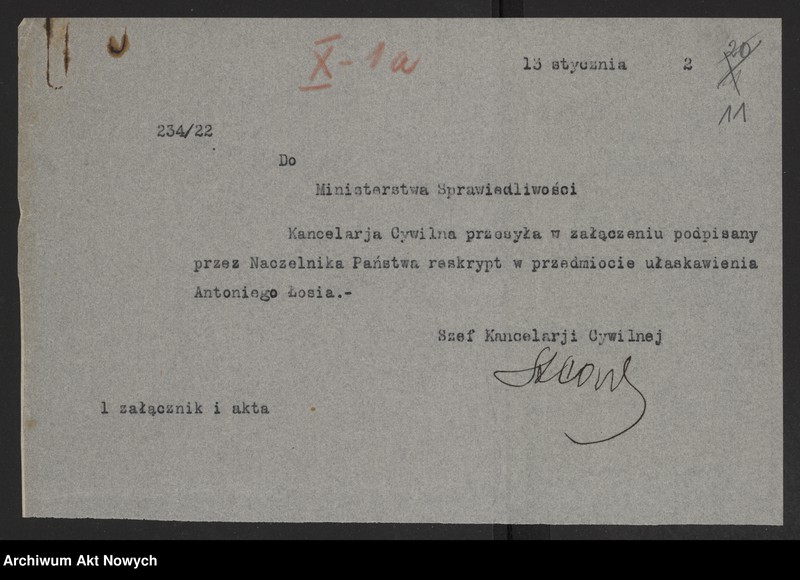 X-1a
13 stycznia 2
20
11
234/22
Do
Ministerstwa Sprawiedliwości
Kancelarja Cywilna przesyła w załączeniu podpisany
przez Naczelnika Państwa reskrypt w przedmiocie ułaskawienia
Antoniego Łosia.-
Szef Kancelarji Cywilnej
1 załącznik i akta
Archiwum Akt Nowych